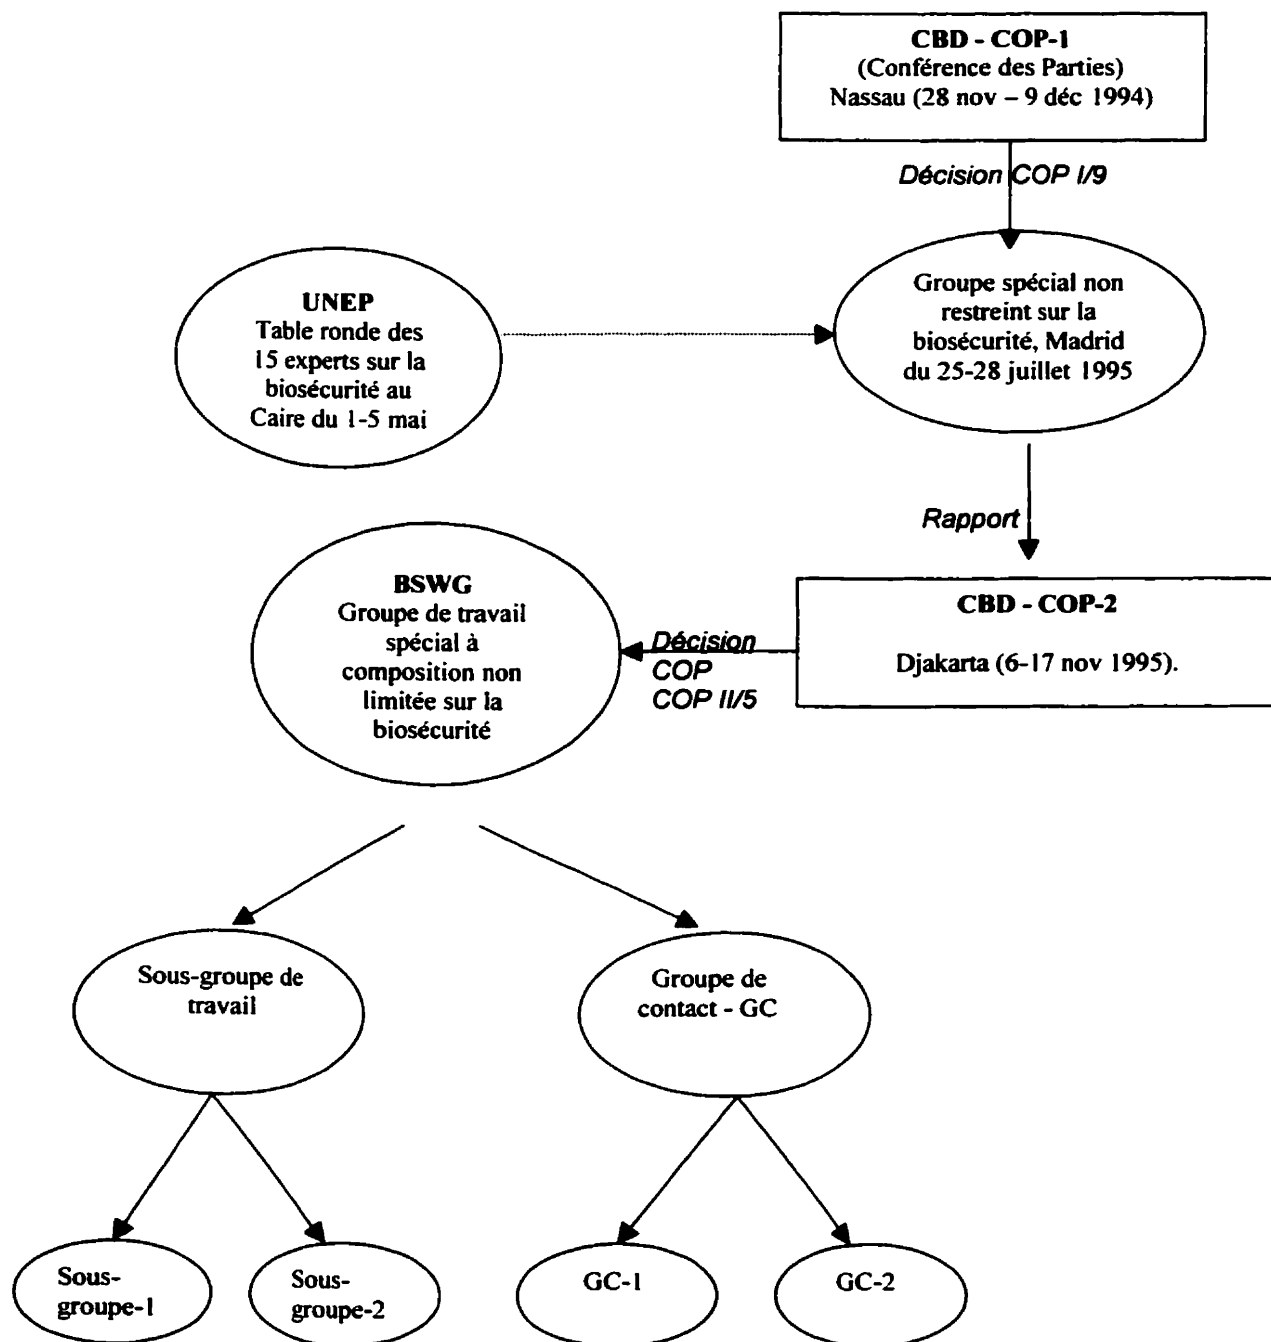 CBD - COP-1
(Conférence des Parties)
Nassau (28 nov – 9 déc 1994)
Décision COP I/9
Groupe spécial non
restreint sur la
biosécurité, Madrid
du 25-28 juillet 1995
UNEP
Table ronde des
15 experts sur la
biosécurité au
Caire du 1-5 mai
Rapport
CBD - COP-2
Djakarta (6-17 nov 1995).
Décision
COP
COP II/5
BSWG
Groupe de travail
spécial à
composition non
limitée sur la
biosécurité
Sous-groupe de
travail
Groupe de
contact - GC
Sous-
groupe-1
Sous-
groupe-2
GC-1
GC-2